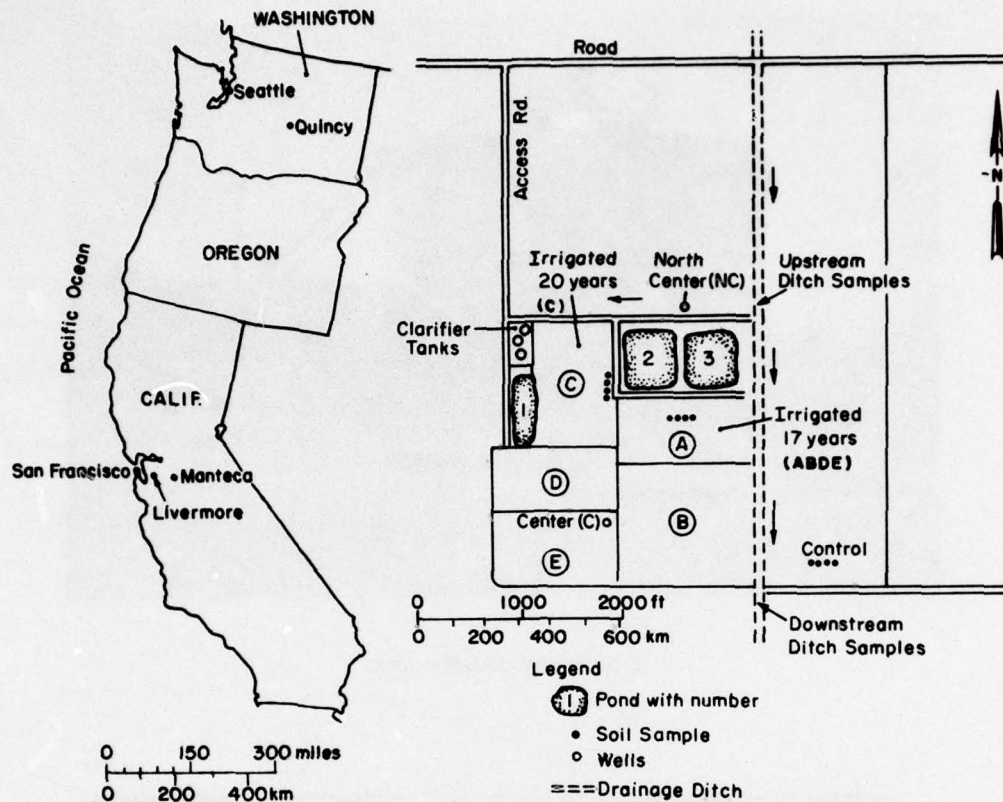 WASHINGTON
Seattle
Quincy
OREGON
Pacific Ocean
CALIF.
San Francisco
Manteca
Livermore
0 150 300 miles
0 200 400km
Road
Access Rd.
~N
Irrigated
20 years
(C)
North
Center(NC)
Upstream
Ditch Samples
Clarifier
Tanks
2
3
C
1
A
Irrigated
17 years
(ABDE)
D
Center(C)
B
E
Control
0 1000 2000 ft
0 200 400 600 km
Downstream
Ditch Samples
Legend
1 Pond with number
Soil Sample
Wells
Drainage Ditch